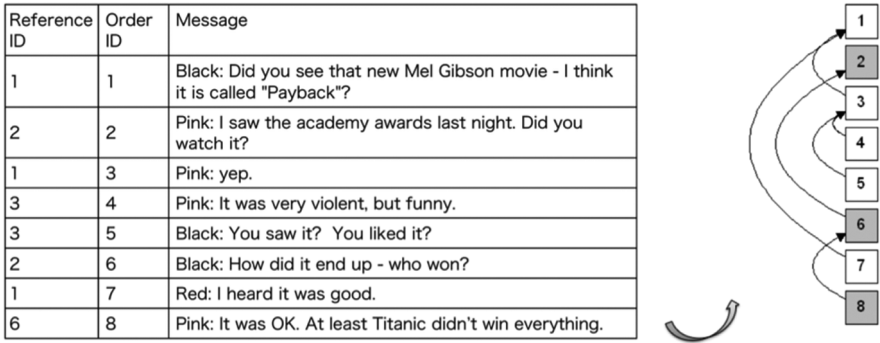 Reference ID Order ID Message
1 1 Black: Did you see that new Mel Gibson movie - I think
it is called "Payback"?
2 2 Pink: I saw the academy awards last night. Did you
watch it?
1 3 Pink: yep.
3 4 Pink: It was very violent, but funny.
3 5 Black: You saw it? You liked it?
2 6 Black: How did it end up - who won?
1 7 Red: I heard it was good.
6 8 Pink: It was OK. At least Titanic didn't win everything.
1
2
3
4
5
6
7
8